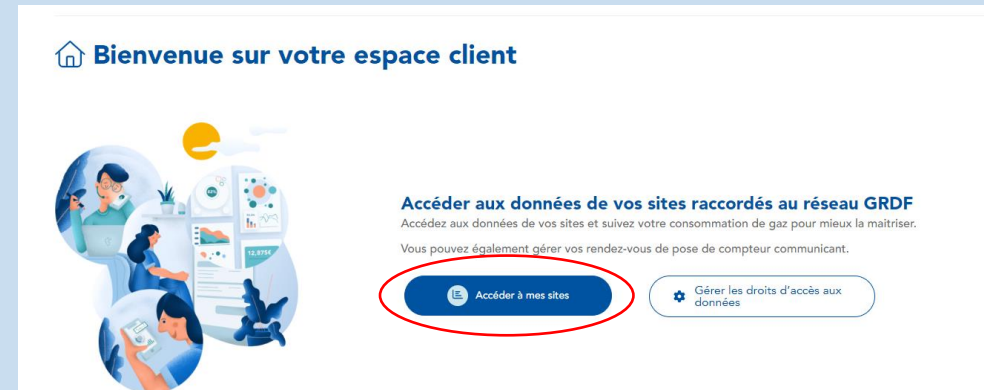 Bienvenue sur votre espace client
Accéder aux données de vos sites raccordés au réseau GRDF
Accédez aux données de vos sites et suivez votre consommation de gaz pour mieux la maitriser.
Vous pouvez également gérer vos rendez-vous de pose de compteur communicant.
Accéder à mes sites
Gérer les droits d'accès aux
données
12,975€